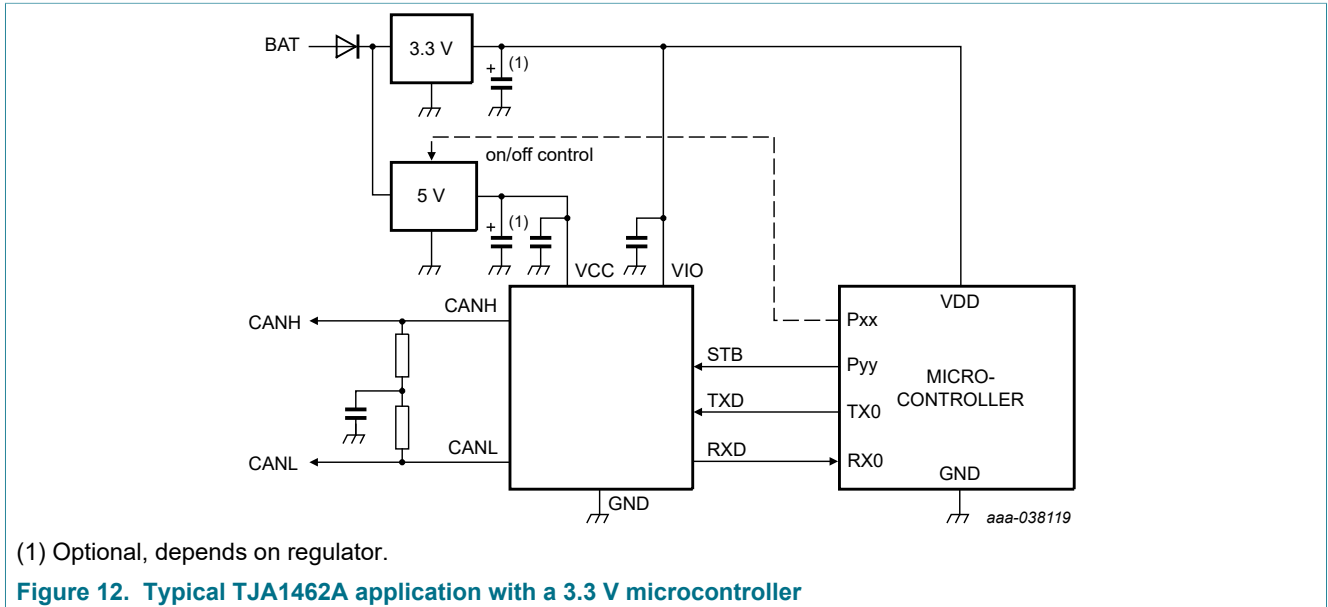 BAT
3.3 V
+
(1)
on/off control
5 V
+
(1)
VCC
VIO
CANH
CANH
VDD
Pxx
STB
Pyy
MICRO-
CONTROLLER
TXD
TX0
CANL
CANL
RXD
RX0
GND
GND
aaa-038119
(1) Optional, depends on regulator.
Figure 12. Typical TJA1462A application with a 3.3 V microcontroller